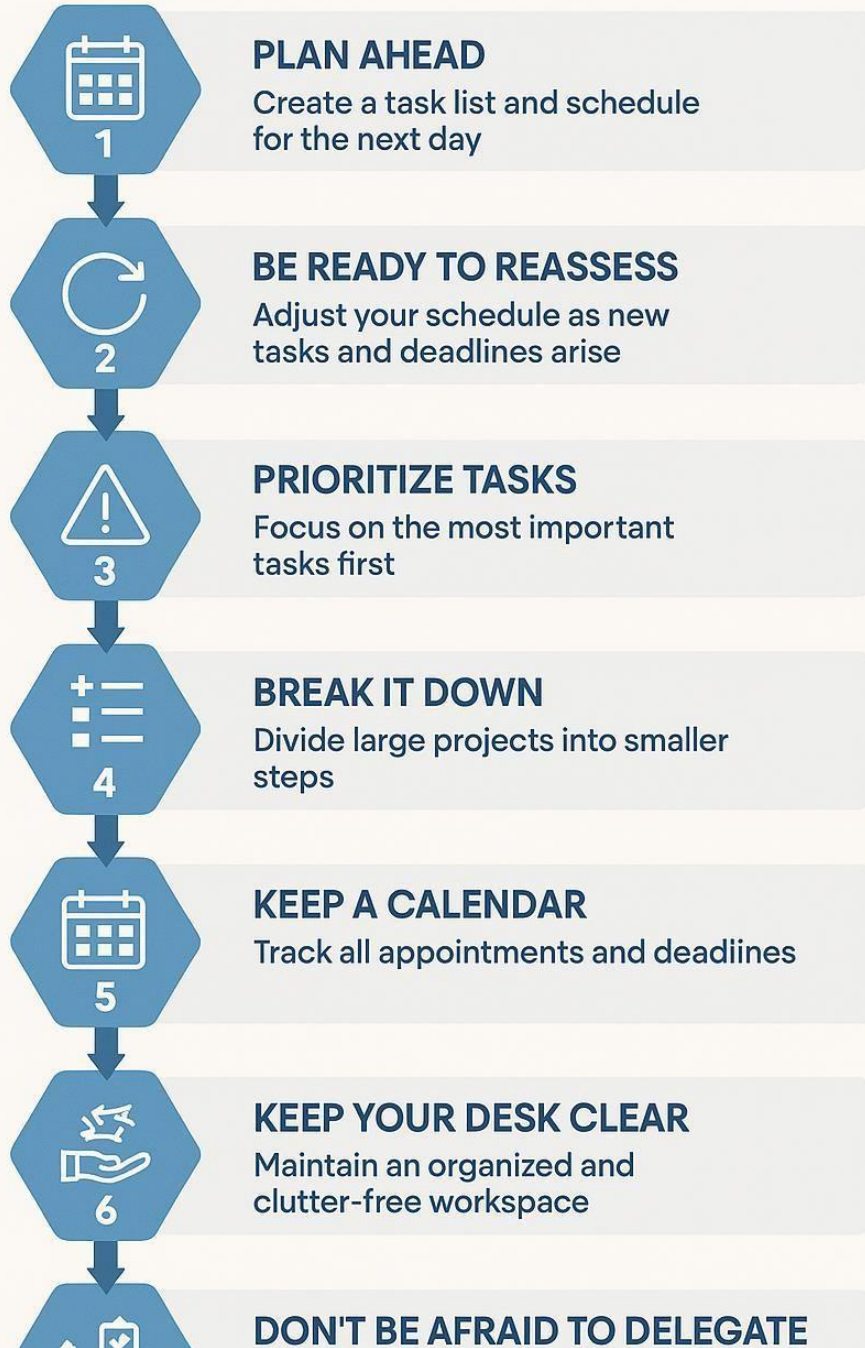 1
PLAN AHEAD
Create a task list and schedule
for the next day
2
BE READY TO REASSESS
Adjust your schedule as new
tasks and deadlines arise
3
PRIORITIZE TASKS
Focus on the most important
tasks first
4
BREAK IT DOWN
Divide large projects into smaller
steps
5
KEEP A CALENDAR
Track all appointments and deadlines
6
KEEP YOUR DESK CLEAR
Maintain an organized and
clutter-free workspace
DON'T BE AFRAID TO DELEGATE